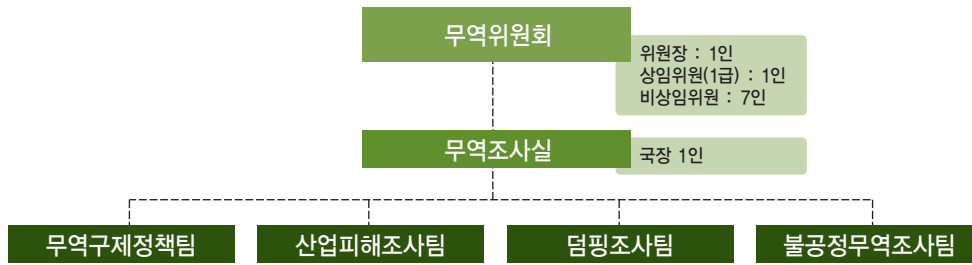 무역위원회
위원장 : 1인
상임위원(1급) : 1인
비상임위원 : 7인
무역조사실
국장 1인
무역구제정책팀
산업피해조사팀
덤핑조사팀
불공정무역조사팀